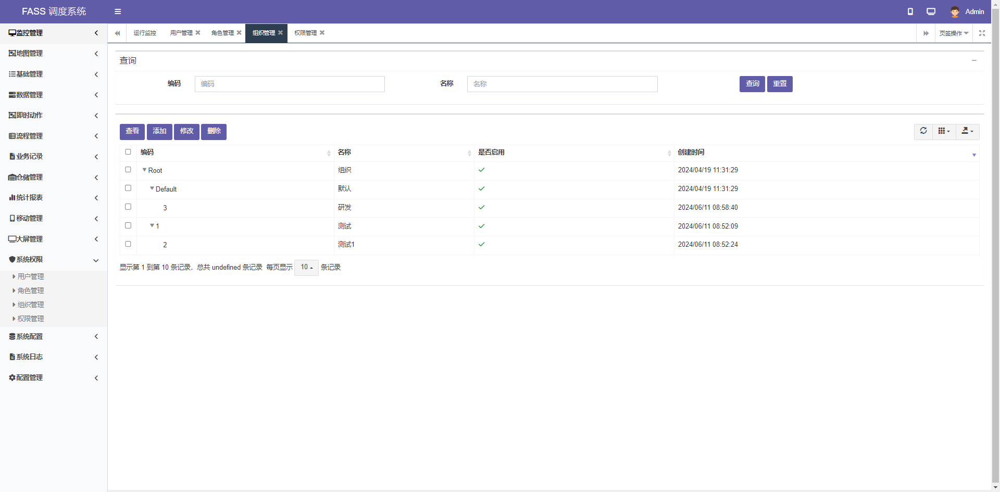 FASS 调度系统
Admin
监控管理
地图管理
基础管理
数据管理
即时动作
流程管理
业务记录
仓储管理
统计报表
移动管理
大屏管理
系统权限
用户管理
角色管理
组织管理
权限管理
系统配置
系统日志
配置管理
运行监控 用户管理 角色管理 组织管理 权限管理 页签操作
查询
编码 编码 名称 名称 查询 重置
查看 添加 修改 删除
编码 名称 是否启用 创建时间
Root 组织 2024/04/19 11:31:29
Default 默认 2024/04/19 11:31:29
3 研发 2024/06/11 08:58:40
1 测试 2024/06/11 08:52:09
2 测试1 2024/06/11 08:52:24
显示第 1 到第 10 条记录，总共 undefined 条记录 每页显示 10 条记录